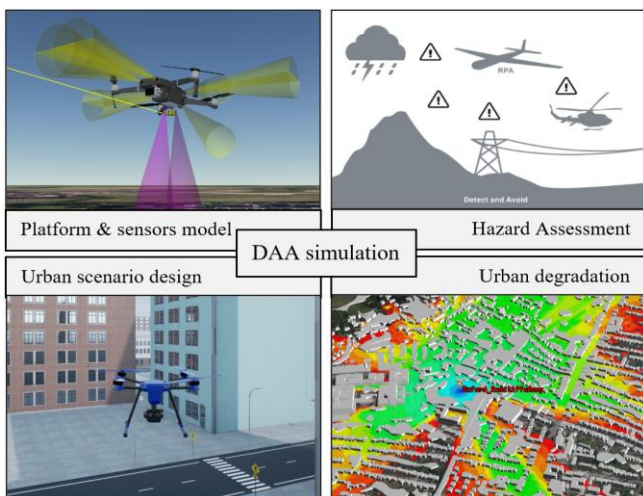 RPA
Detect and Avoid
Platform & sensors model
Hazard Assessment
DAA simulation
Urban scenario design
Urban degradation